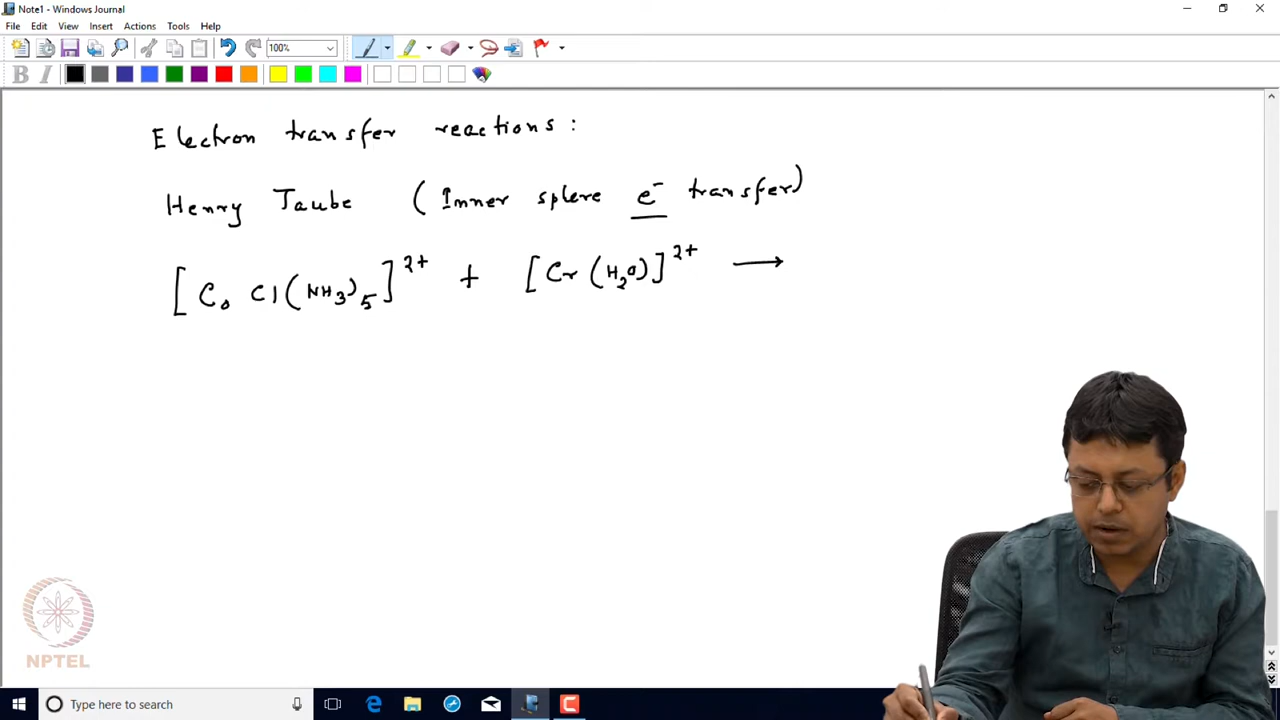 Note1 - Windows Journal
File Edit View Insert Actions Tools Help
100%
B I
Electron transfer reactions :
Henry Taube ( Inner sphere e⁻ transfer)
[Co Cl(NH₃)₅]²⁺ + [Cr(H₂O)]²⁺ ⟶
NPTEL
Type here to search